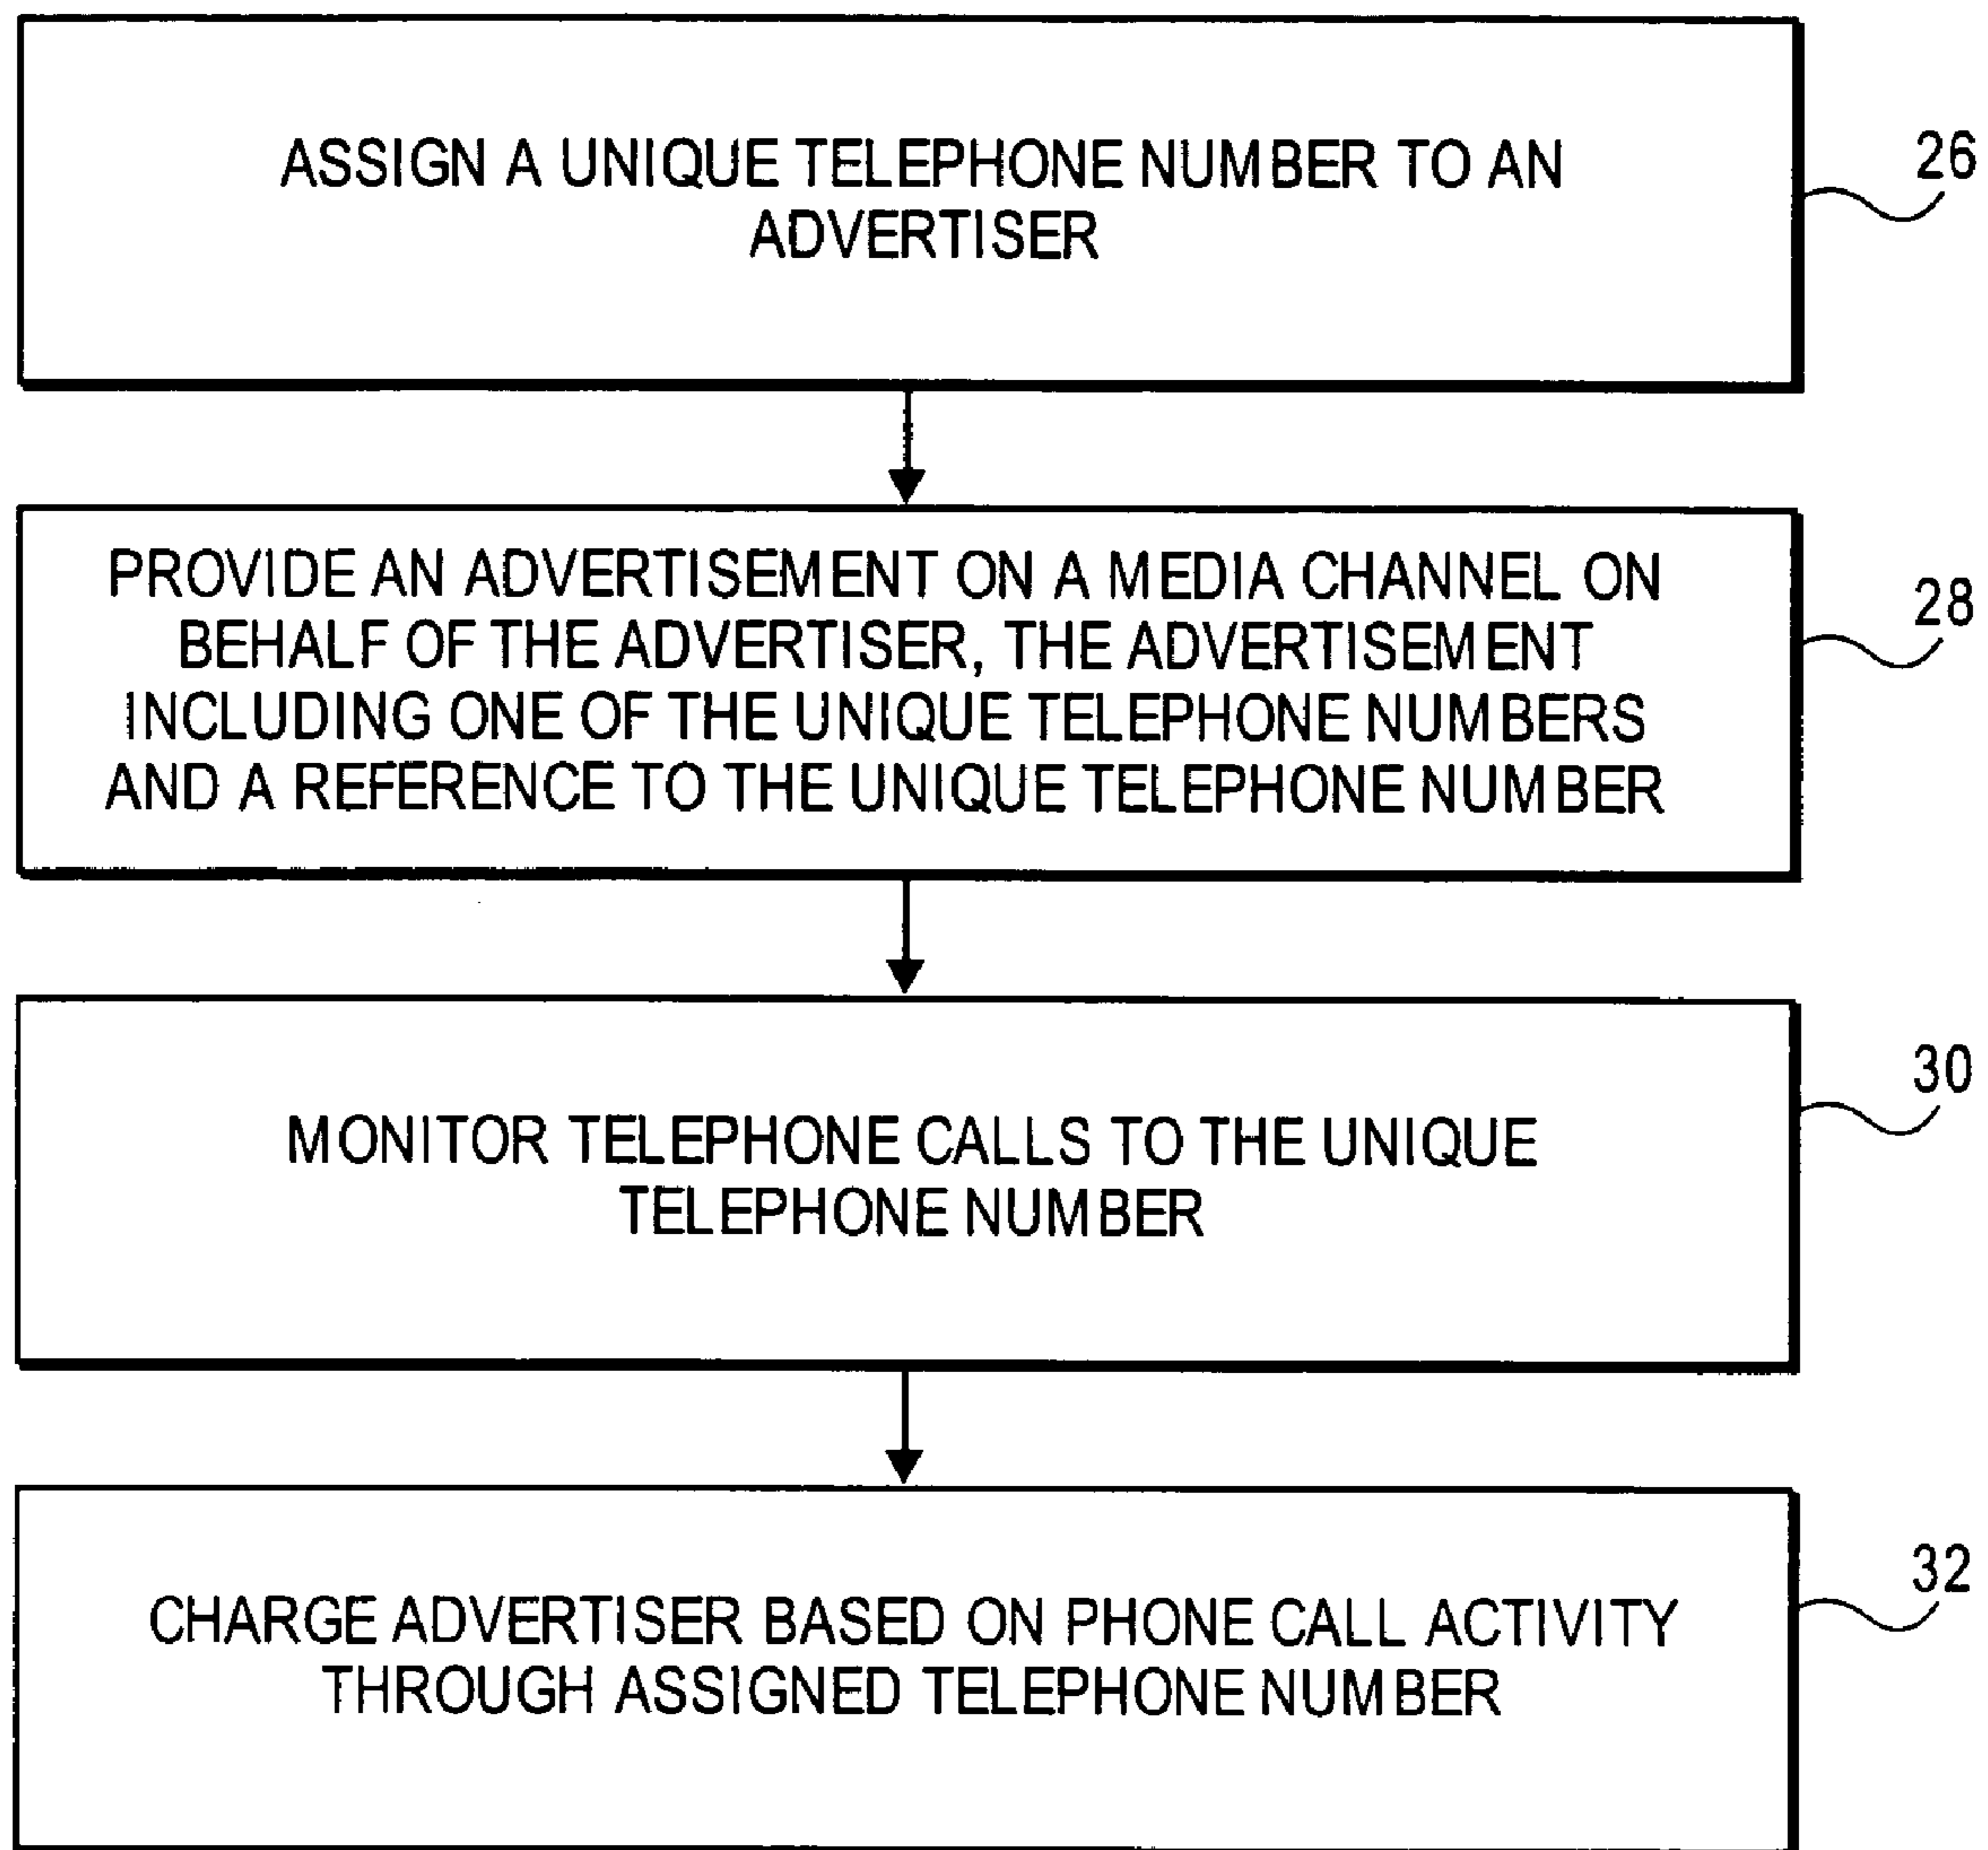 ASSIGN A UNIQUE TELEPHONE NUMBER TO AN
ADVERTISER
26
PROVIDE AN ADVERTISEMENT ON A MEDIA CHANNEL ON
BEHALF OF THE ADVERTISER, THE ADVERTISEMENT
INCLUDING ONE OF THE UNIQUE TELEPHONE NUMBERS
AND A REFERENCE TO THE UNIQUE TELEPHONE NUMBER
28
MONITOR TELEPHONE CALLS TO THE UNIQUE
TELEPHONE NUMBER
30
CHARGE ADVERTISER BASED ON PHONE CALL ACTIVITY
THROUGH ASSIGNED TELEPHONE NUMBER
32